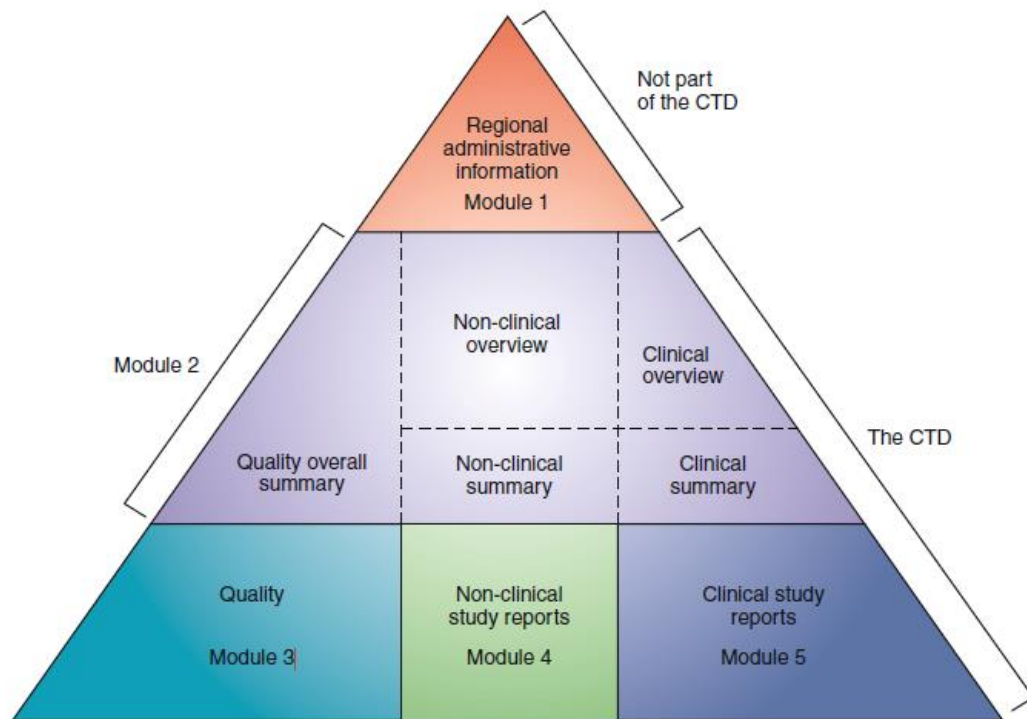 Not part
of the CTD
Regional
administrative
information
Module 1
Module 2
Non-clinical
overview
Clinical
overview
The CTD
Quality overall
summary
Non-clinical
summary
Clinical
summary
Quality
Module 3
Non-clinical
study reports
Module 4
Clinical study
reports
Module 5